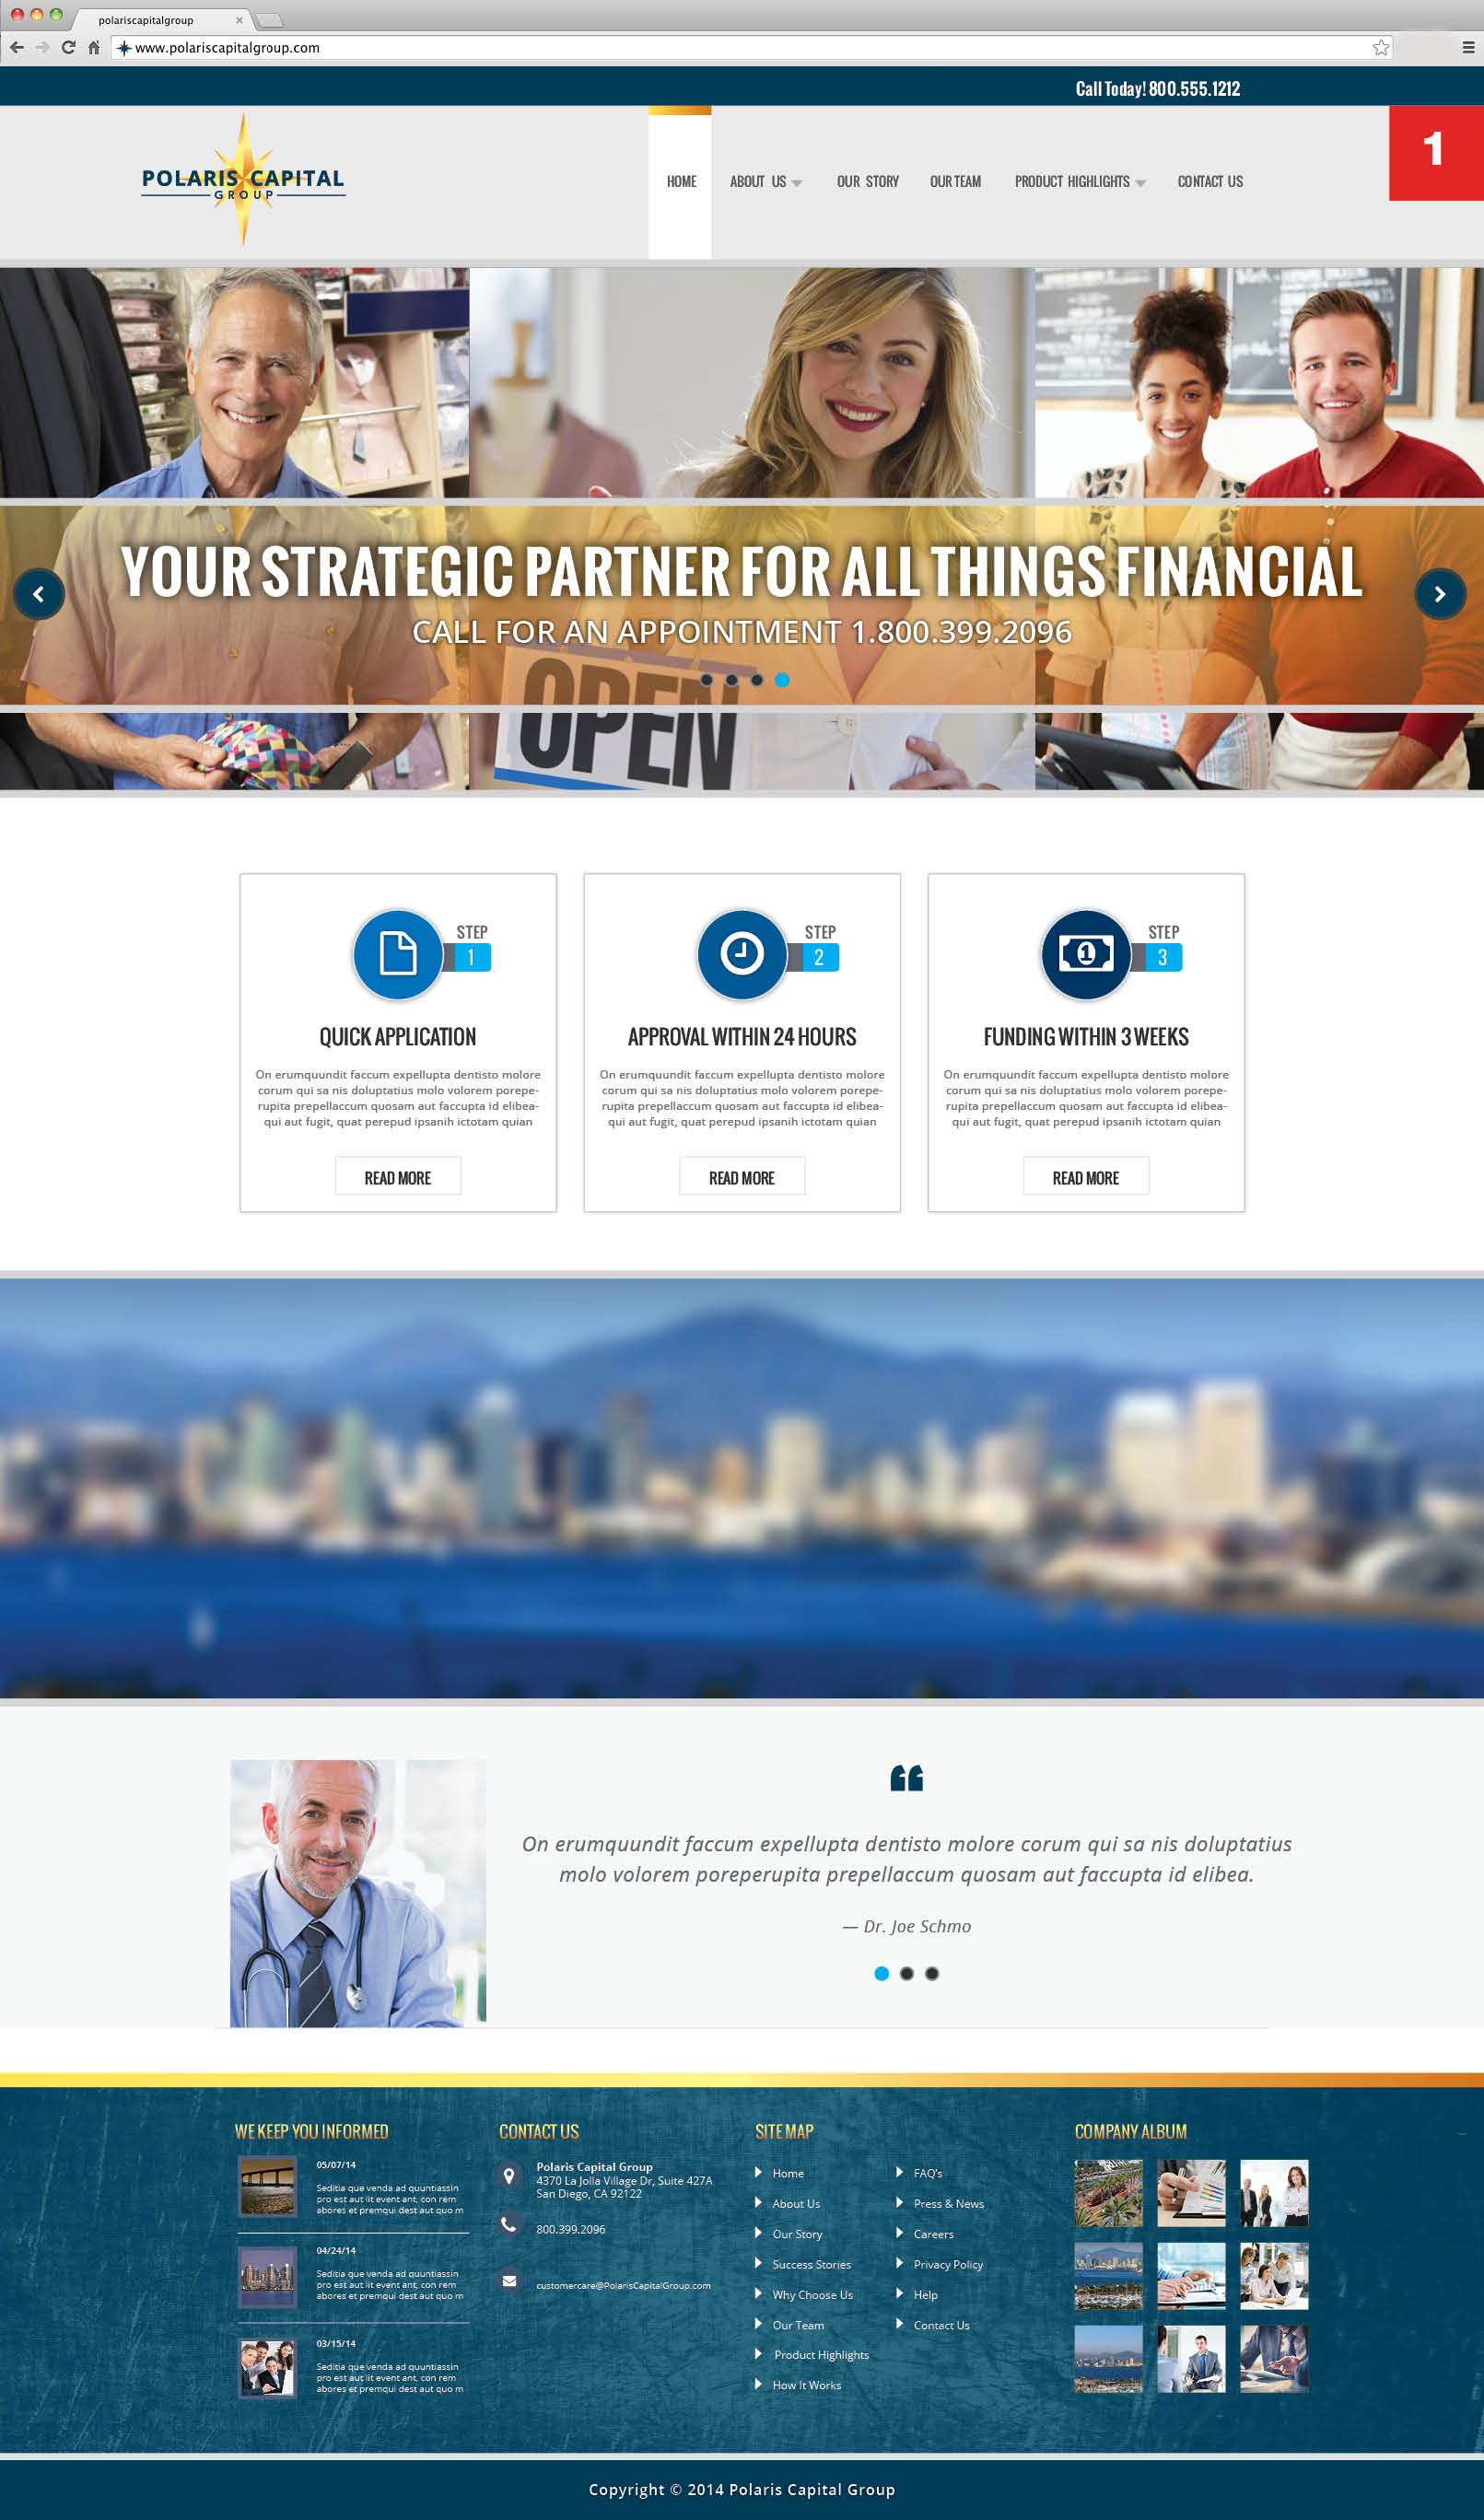 polariscapitalgroup
www.polariscapitalgroup.com
Call Today! 800.555.1212
1
POLARIS CAPITAL
GROUP
HOME
ABOUT US
OUR STORY
OUR TEAM
PRODUCT HIGHLIGHTS
CONTACT US
YOUR STRATEGIC PARTNER FOR ALL THINGS FINANCIAL
CALL FOR AN APPOINTMENT 1.800.399.2096
OPEN
STEP
1
QUICK APPLICATION
On erumquundit faccum expellupta dentisto molore
corum qui sa nis doluptatius molo volorem porepe-
rupita prepellaccum quosam aut faccupta id elibea-
qui aut fugit, quat perepud ipsanih ictotam quian
READ MORE
STEP
2
APPROVAL WITHIN 24 HOURS
On erumquundit faccum expellupta dentisto molore
corum qui sa nis doluptatius molo volorem porepe-
rupita prepellaccum quosam aut faccupta id elibea-
qui aut fugit, quat perepud ipsanih ictotam quian
READ MORE
1
STEP
3
FUNDING WITHIN 3 WEEKS
On erumquundit faccum expellupta dentisto molore
corum qui sa nis doluptatius molo volorem porepe-
rupita prepellaccum quosam aut faccupta id elibea-
qui aut fugit, quat perepud ipsanih ictotam quian
READ MORE
On erumquundit faccum expellupta dentisto molore corum qui sa nis doluptatius
molo volorem poreperupita prepellaccum quosam aut faccupta id elibea.
— Dr. Joe Schmo
WE KEEP YOU INFORMED
05/07/14
Seditia que venda ad quuntiassin
pro est aut lit event ant, con rem
abores et premqui dest aut quo m
04/24/14
Seditia que venda ad quuntiassin
pro est aut lit event ant, con rem
abores et premqui dest aut quo m
03/15/14
Seditia que venda ad quuntiassin
pro est aut lit event ant, con rem
abores et premqui dest aut quo m
CONTACT US
Polaris Capital Group
4370 La Jolla Village Dr, Suite 427A
San Diego, CA 92122
800.399.2096
customercare@PolarisCapitalGroup.com
SITE MAP
Home
About Us
Our Story
Success Stories
Why Choose Us
Our Team
Product Highlights
How It Works
FAQ's
Press & News
Careers
Privacy Policy
Help
Contact Us
COMPANY ALBUM
Copyright © 2014 Polaris Capital Group